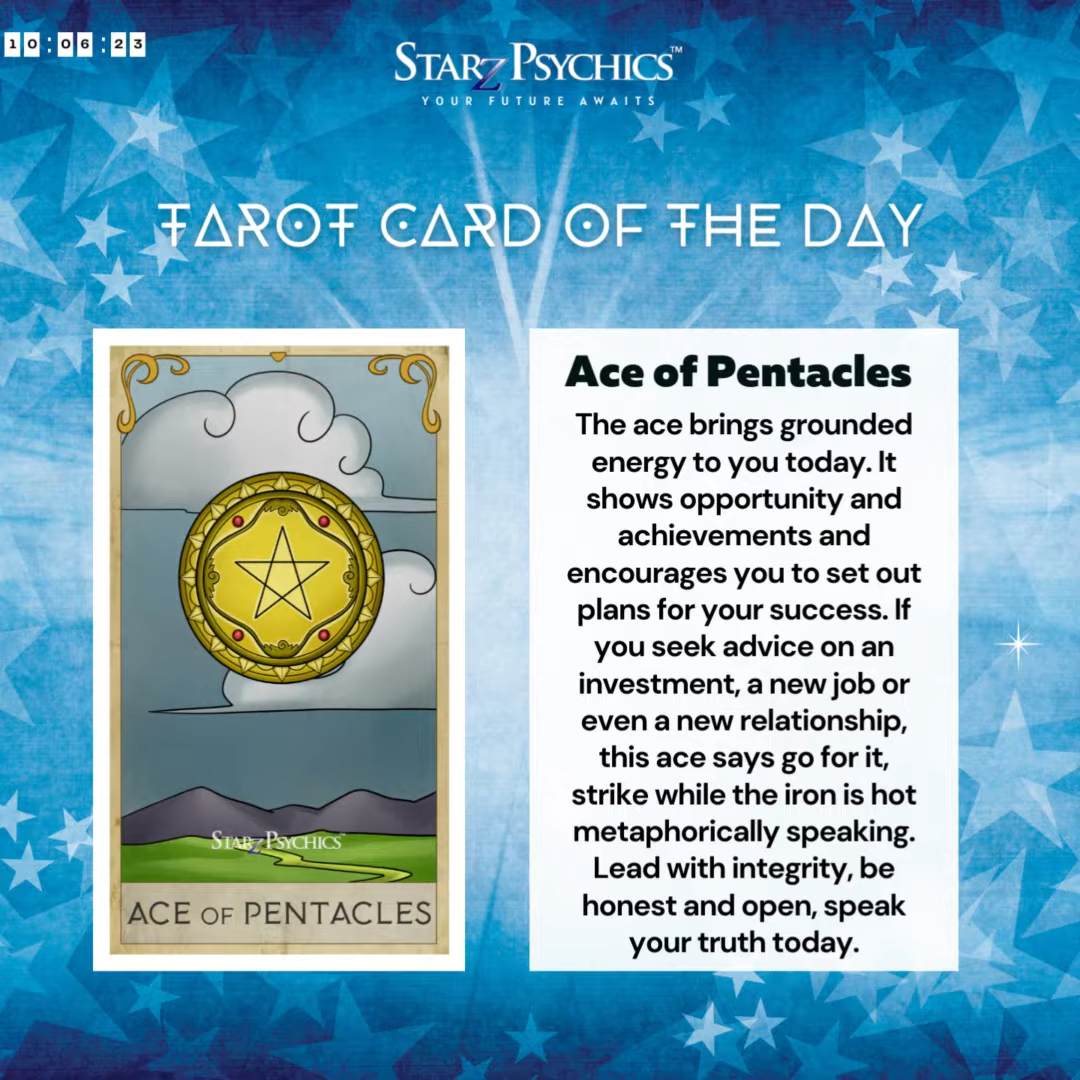 10:06:23
STARZ PSYCHICS™
YOUR FUTURE AWAITS
TAROT CARD OF THE DAY
Ace of Pentacles
The ace brings grounded
energy to you today. It
shows opportunity and
achievements and
encourages you to set out
plans for your success. If
you seek advice on an
investment, a new job or
even a new relationship,
this ace says go for it,
strike while the iron is hot
metaphorically speaking.
Lead with integrity, be
honest and open, speak
your truth today.
STARZ PSYCHICS™
ACE OF PENTACLES